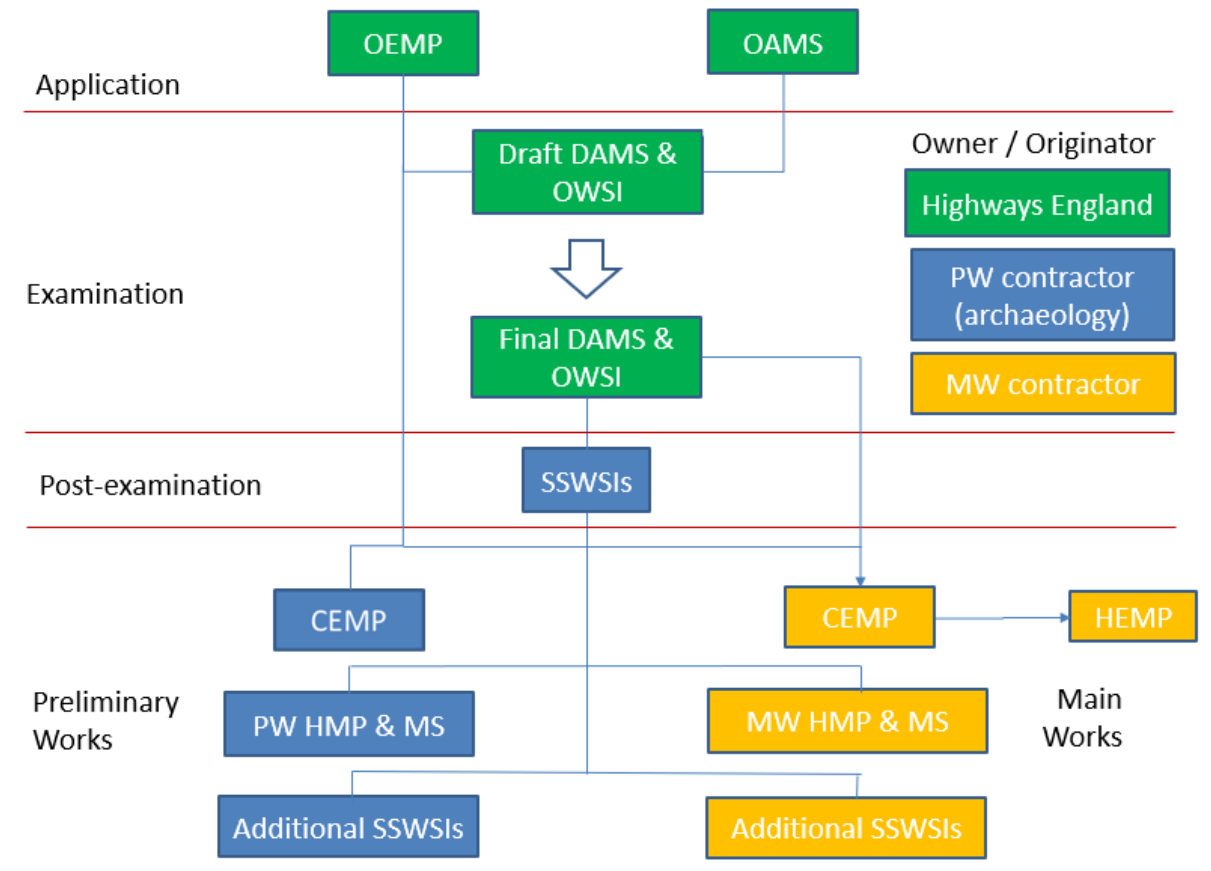 OEMP
OAMS
Application
Draft DAMS &
OWSI
Owner / Originator
Highways England
Examination
PW contractor
(archaeology)
Final DAMS &
OWSI
MW contractor
Post-examination
SSWSIs
CEMP
CEMP
HEMP
Preliminary
Works
PW HMP & MS
MW HMP & MS
Main
Works
Additional SSWSIs
Additional SSWSIs